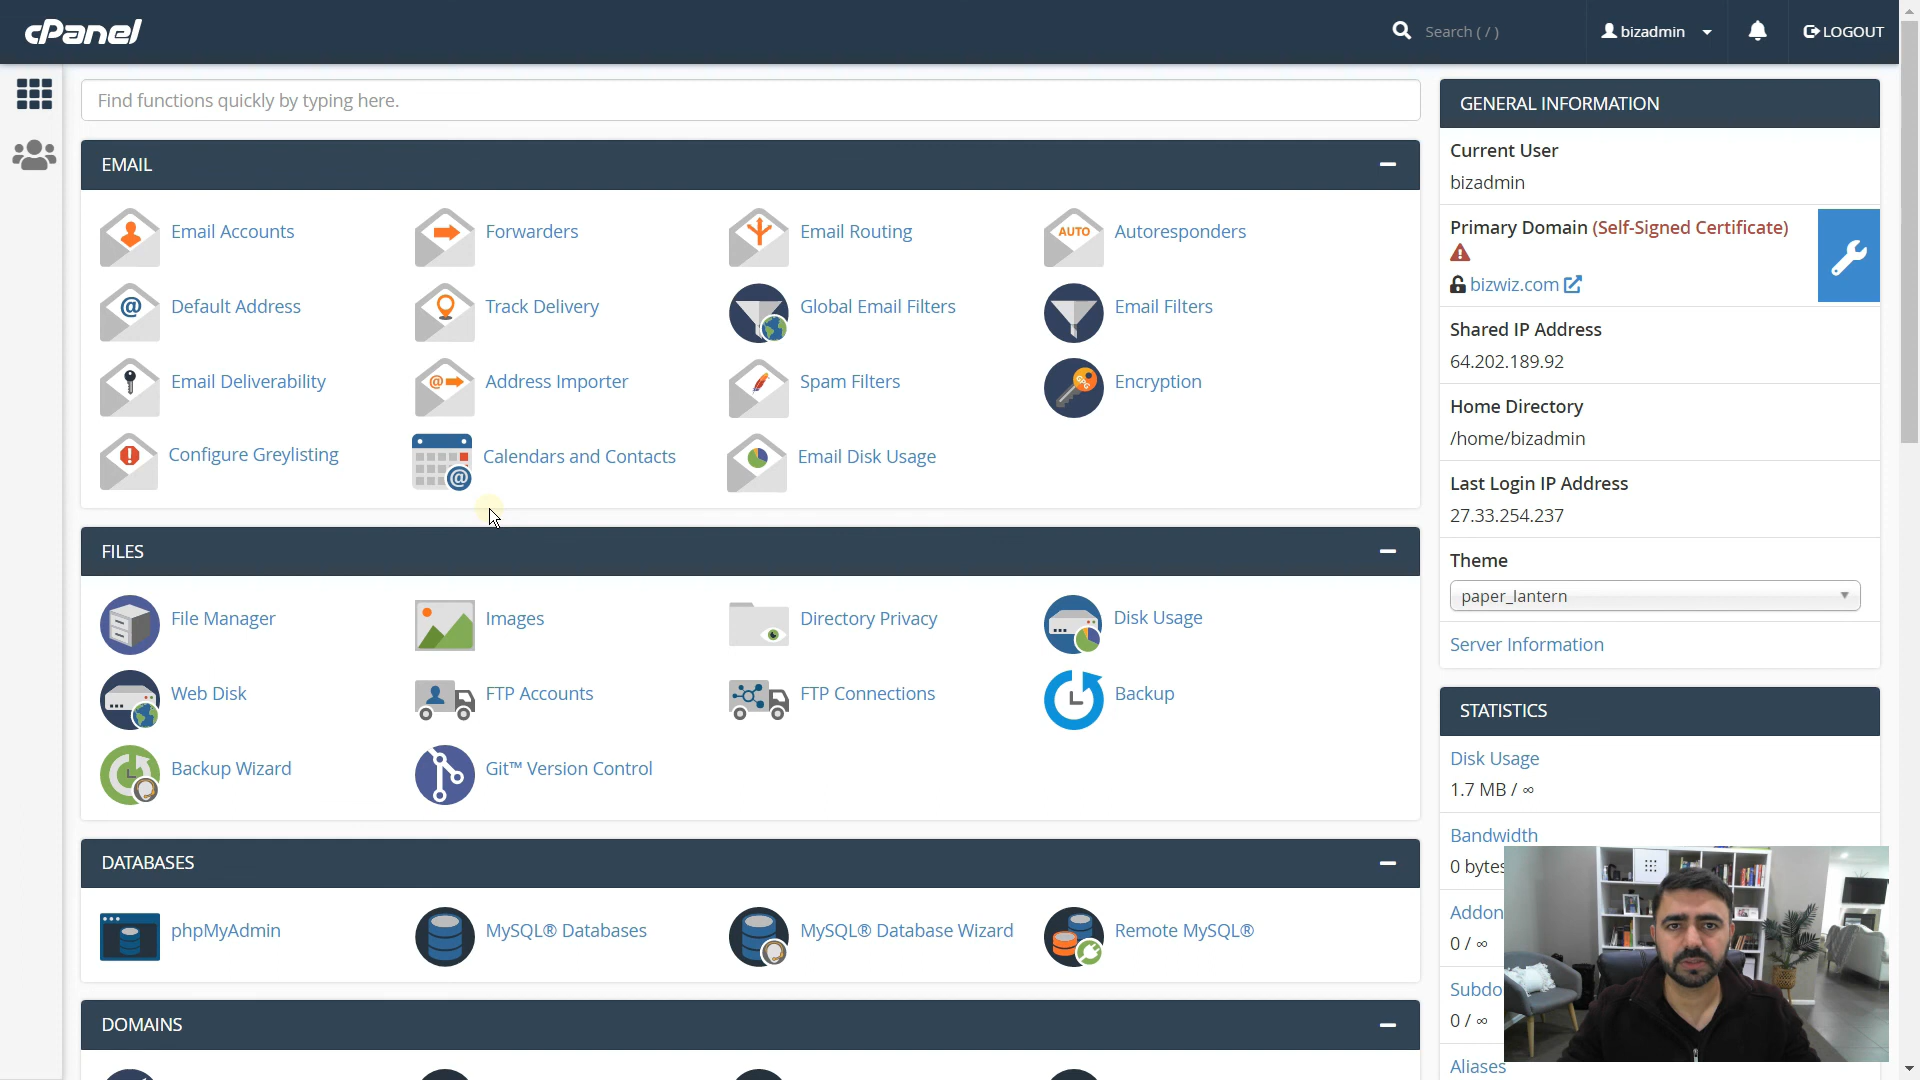 cPanel
Search ( / )
bizadmin
LOGOUT
Find functions quickly by typing here.
EMAIL
Email Accounts
Forwarders
Email Routing
AUTO
Autoresponders
@
Default Address
Track Delivery
Global Email Filters
Email Filters
Email Deliverability
@
Address Importer
Spam Filters
GPG
Encryption
Configure Greylisting
@
Calendars and Contacts
Email Disk Usage
FILES
File Manager
Images
Directory Privacy
Disk Usage
Web Disk
FTP Accounts
FTP Connections
Backup
Backup Wizard
Git™ Version Control
DATABASES
phpMyAdmin
MySQL® Databases
MySQL® Database Wizard
Remote MySQL®
DOMAINS
GENERAL INFORMATION
Current User
bizadmin
Primary Domain (Self-Signed Certificate)
bizwiz.com
Shared IP Address
64.202.189.92
Home Directory
/home/bizadmin
Last Login IP Address
27.33.254.237
Theme
paper_lantern
Server Information
STATISTICS
Disk Usage
1.7 MB / ∞
Bandwidth
0 bytes
Addon
0 / ∞
Subdo
0 / ∞
Aliases